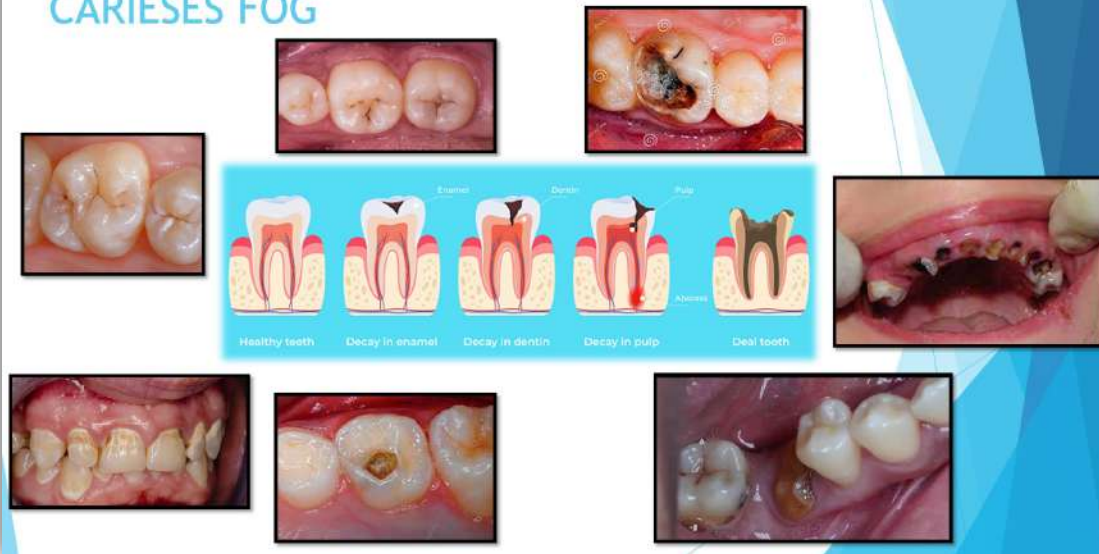 CARIESES FOG
Enamel
Dentin
Pulp
Abscess
Healthy teeth
Decay in enamel
Decay in dentin
Decay in pulp
Deal tooth